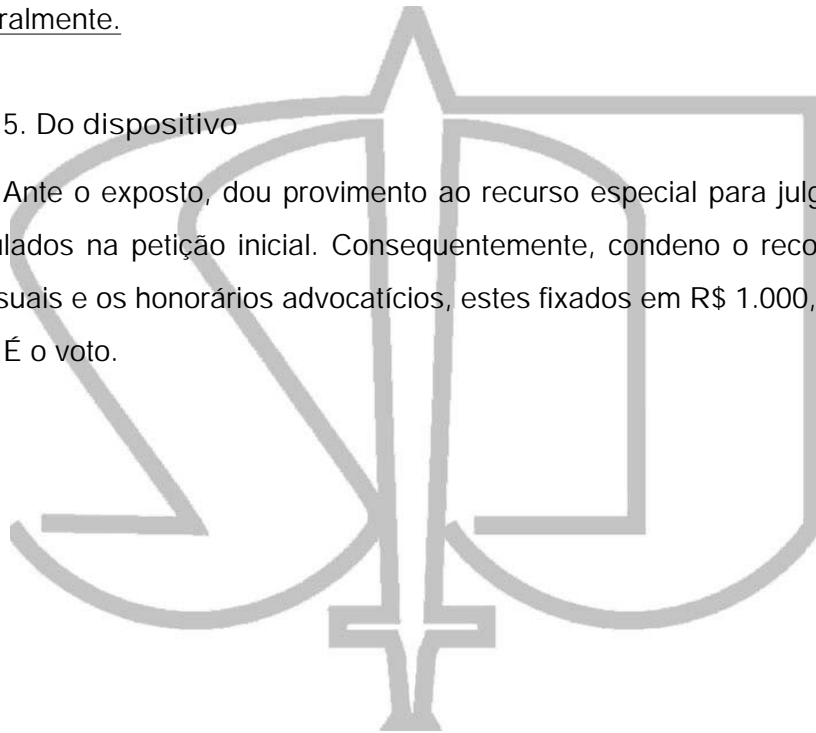 ralmente.
5. Do dispositivo
Ante o exposto, dou provimento ao recurso especial para julg
ulados na petição inicial. Consequentemente, condeno o reco
suais e os honorários advocatícios, estes fixados em R$ 1.000,
É o voto.